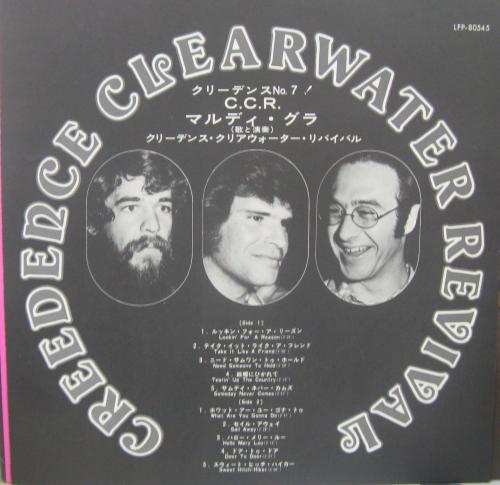 LFP-80545
CREEDENCE CLEARWATER REVIVAL
クリーデンスNo.7!
C.C.R.
マルディ・グラ
(歌と演奏)
クリーデンス・クリアウォーター・リバイバル
[Side 1]
1. ルッキン・フォー・ア・リーズン
Lookin' For A Reason
2. テイク・イット・ライク・ア・フレンド
Take It Like A Friend
3. ニード・サムワン・トゥ・ホールド
Need Someone To Hold
4.
Tearin' Up The Country
5. サムデイ・ネバー・カムズ
Someday Never Comes
[Side 2]
1. ホワット・アー・ユー・ゴナ・ドゥ
What Are You Gonna Do
2. セイル・アウェイ
Sail Away
3. ハロー・メリー・ルー
Hello Mary Lou
4. ドア・トゥ・ドア
Door To Door
5. スウィート・ヒッチ・ハイカー
Sweet Hitch-Hiker